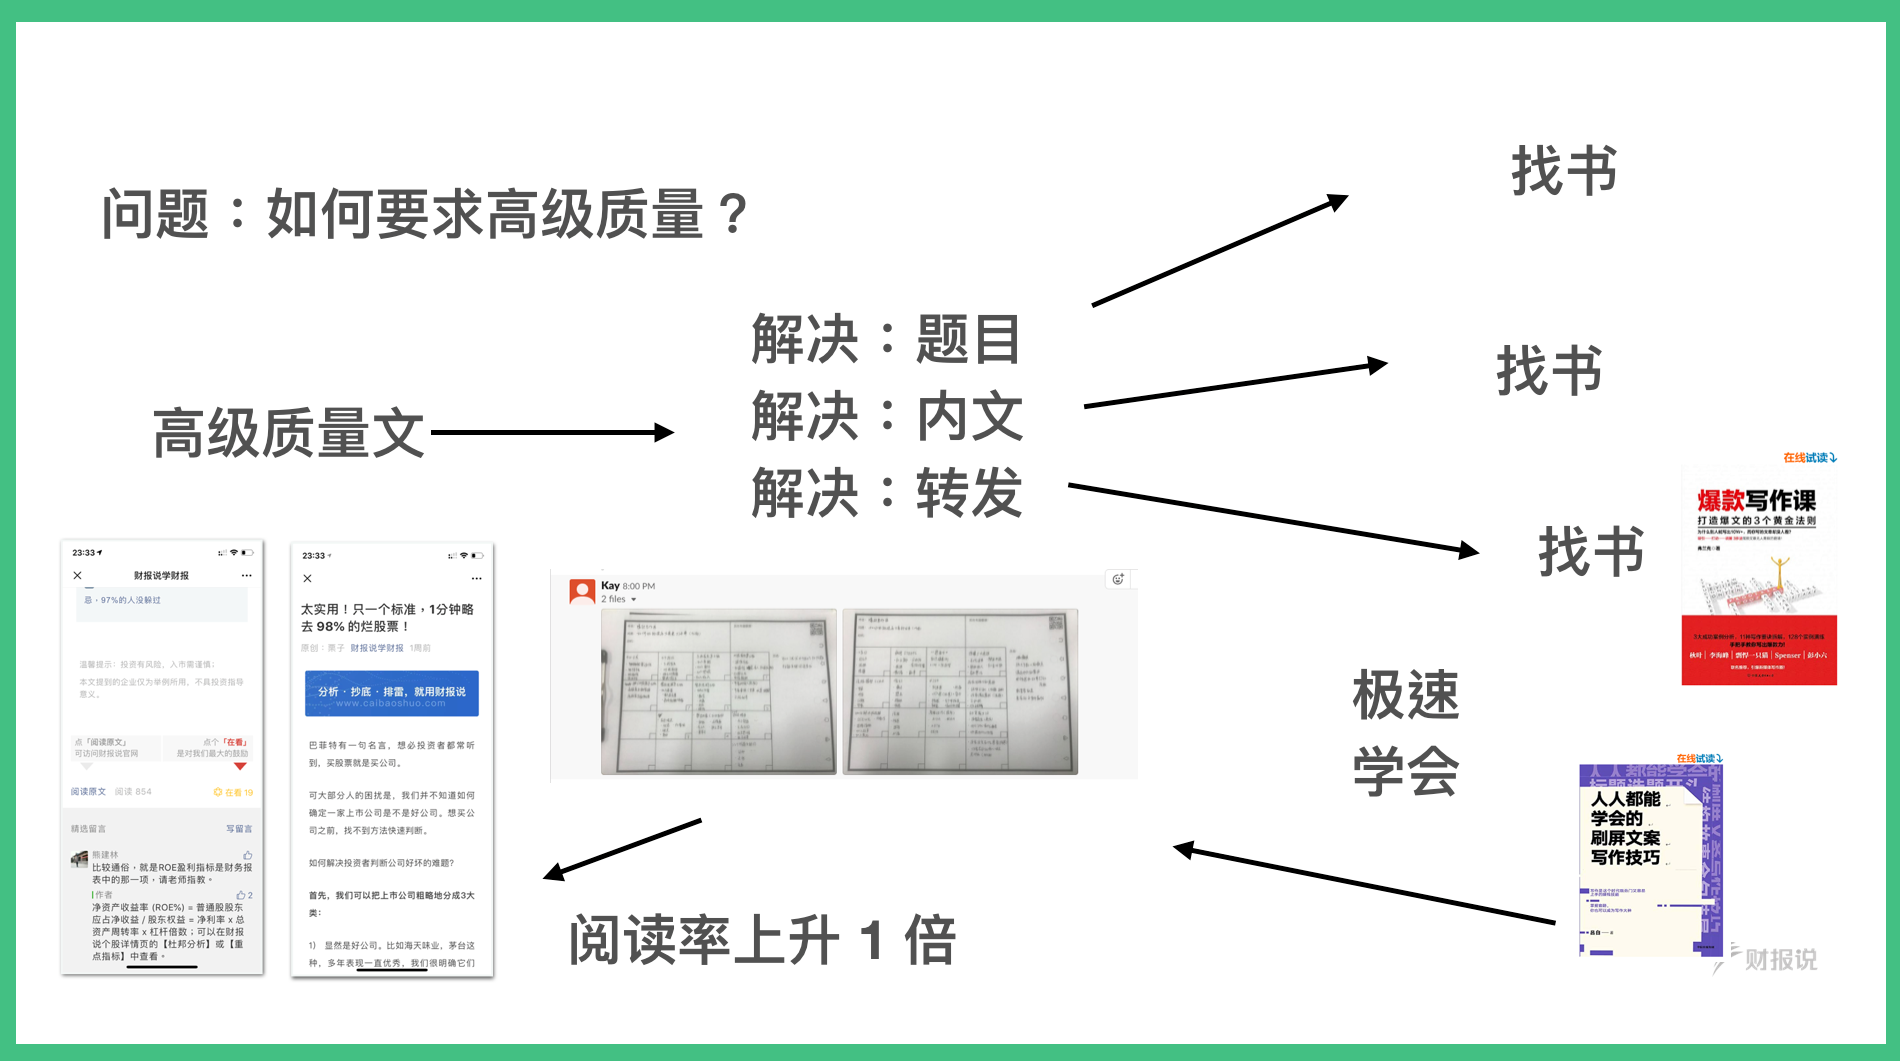 问题：如何要求高级质量？
高级质量文
解决：题目
解决：内文
解决：转发
找书
找书
找书
极速
学会
阅读率上升 1 倍
23:33
财报说学财报
忌，97%的人没躲过
温馨提示：投资有风险，入市需谨慎；
本文提到的企业仅为举例所用，不具投资指导
意义。
点「阅读原文」
可访问财报说官网
点个「在看」
是对我们最大的鼓励
阅读原文 阅读 854
在看 19
精选留言
写留言
熊建林
比较通俗，就是ROE盈利指标是财务报
表中的那一项，请老师指教。
作者
2
净资产收益率 (ROE%) = 普通股股东
应占净收益 / 股东权益 = 净利率 x 总
资产周转率 x 杠杆倍数；可以在财报
说个股详情页的【杜邦分析】或【重
点指标】中查看。
23:33
太实用！只一个标准，1分钟略
去 98% 的烂股票！
原创：栗子 财报说学财报 1周前
分析 · 抄底 · 排雷，就用财报说
www.caibaoshuo.com
巴菲特有一句名言，想必投资者都常听
到，买股票就是买公司。
可大部分人的困扰是，我们并不知道如何
确定一家上市公司是不是好公司。想买公
司之前，找不到方法快速判断。
如何解决投资者判断公司好坏的难题？
首先，我们可以把上市公司粗略地分成3大
类：
1） 显然是好公司。比如海天味业，茅台这
种，多年表现一直优秀，我们很明确它们
Kay 8:00 PM
2 files
在线试读
爆款写作课
打造爆文的3个黄金法则
弗兰克 著
秋叶｜李海峰｜剽悍一只猫｜Spenser｜彭小六
在线试读
人人都能
学会的
刷屏文案
写作技巧
吕白
财报说